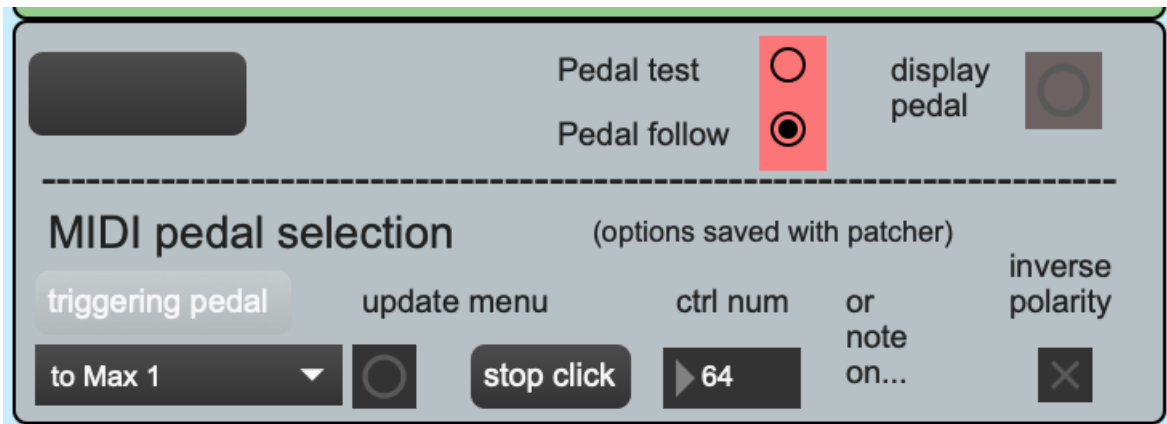 Pedal test
display
pedal
Pedal follow
MIDI pedal selection
(options saved with patcher)
inverse
polarity
triggering pedal
update menu
ctrl num
or
note
on...
to Max 1
stop click
64